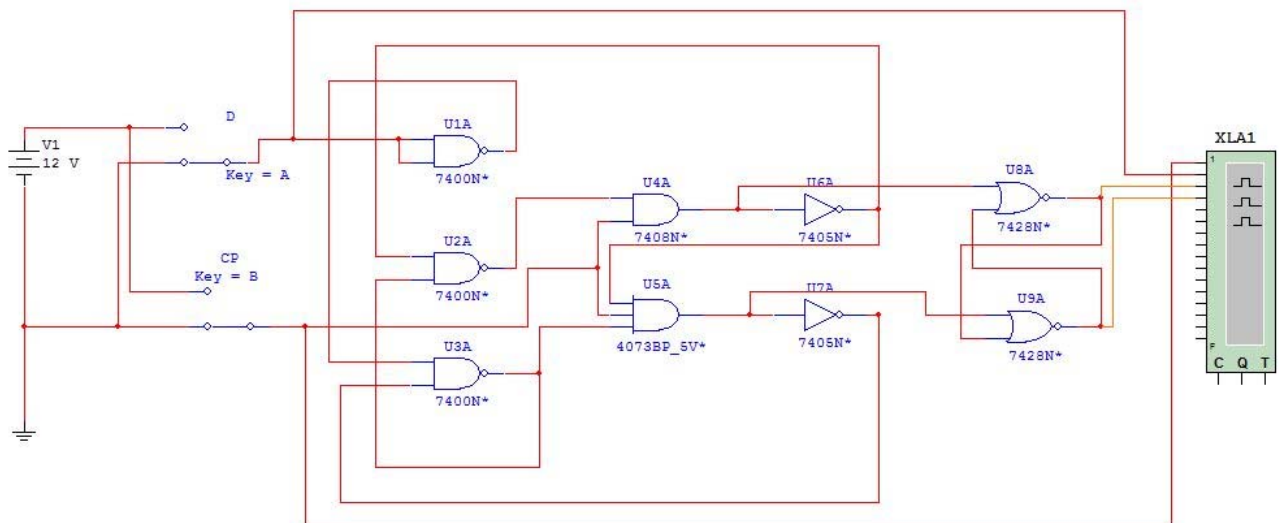 D
V1
12 V
Key = A
CP
Key = B
U1A
7400N*
U2A
7400N*
U3A
7400N*
U4A
7408N*
U5A
4073BP_5V*
U6A
7405N*
U7A
7405N*
U8A
7428N*
U9A
7428N*
XLA1
1
F
C Q T